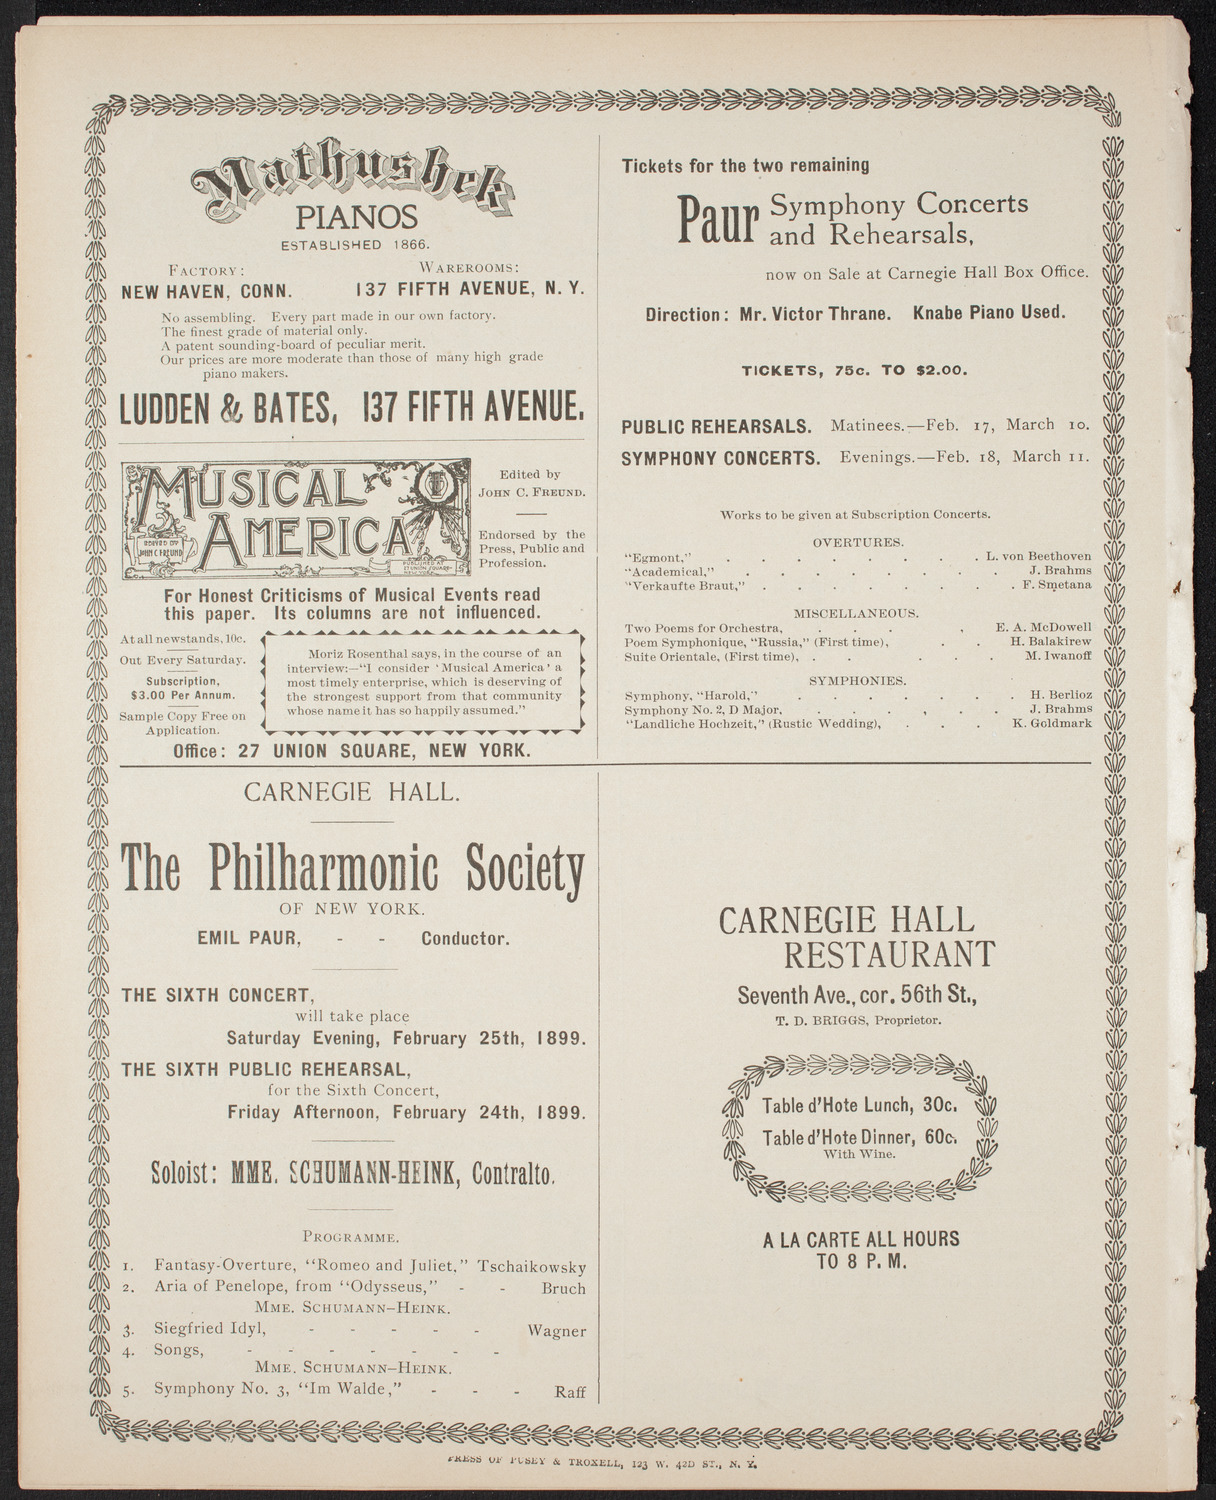 Mathushek
PIANOS
ESTABLISHED 1866.
FACTORY: WAREROOMS:
NEW HAVEN, CONN. 137 FIFTH AVENUE, N. Y.
No assembling. Every part made in our own factory.
The finest grade of material only.
A patent sounding-board of peculiar merit.
Our prices are more moderate than those of many high grade
piano makers.
LUDDEN & BATES, 137 FIFTH AVENUE.
MUSICAL
AMERICA
EDITED BY
JOHN C FREUND
PUBLISHED AT
27 UNION SQUARE
NEW YORK
Edited by
JOHN C. FREUND.
Endorsed by the
Press, Public and
Profession.
For Honest Criticisms of Musical Events read
this paper. Its columns are not influenced.
At all newstands, 10c.
Out Every Saturday.
Subscription,
$3.00 Per Annum.
Sample Copy Free on
Application.
Moriz Rosenthal says, in the course of an
interview:—"I consider 'Musical America' a
most timely enterprise, which is deserving of
the strongest support from that community
whose name it has so happily assumed."
Office: 27 UNION SQUARE, NEW YORK.
Tickets for the two remaining
Paur Symphony Concerts
and Rehearsals,
now on Sale at Carnegie Hall Box Office.
Direction: Mr. Victor Thrane. Knabe Piano Used.
TICKETS, 75c. TO $2.00.
PUBLIC REHEARSALS. Matinees.—Feb. 17, March 10.
SYMPHONY CONCERTS. Evenings.—Feb. 18, March 11.
Works to be given at Subscription Concerts.
OVERTURES.
"Egmont," . . . . . . . . L. von Beethoven
"Academical," . . . . . . . . J. Brahms
"Verkaufte Braut," . . . . . . . F. Smetana
MISCELLANEOUS.
Two Poems for Orchestra, . . . . E. A. McDowell
Poem Symphonique, "Russia," (First time), . . H. Balakirew
Suite Orientale, (First time), . . . . . M. Iwanoff
SYMPHONIES.
Symphony, "Harold," . . . . . . . H. Berlioz
Symphony No. 2, D Major, . . . . . . J. Brahms
"Landliche Hochzeit," (Rustic Wedding), . . . K. Goldmark
CARNEGIE HALL.
The Philharmonic Society
OF NEW YORK.
EMIL PAUR, - - Conductor.
THE SIXTH CONCERT,
will take place
Saturday Evening, February 25th, 1899.
THE SIXTH PUBLIC REHEARSAL,
for the Sixth Concert,
Friday Afternoon, February 24th, 1899.
Soloist: MME. SCHUMANN-HEINK, Contralto.
PROGRAMME.
1. Fantasy-Overture, "Romeo and Juliet," Tschaikowsky
2. Aria of Penelope, from "Odysseus," - - Bruch
MME. SCHUMANN-HEINK.
3. Siegfried Idyl, - - - - - Wagner
4. Songs, - - - - - - -
MME. SCHUMANN-HEINK.
5. Symphony No. 3, "Im Walde," - - - Raff
CARNEGIE HALL
RESTAURANT
Seventh Ave., cor. 56th St.,
T. D. BRIGGS, Proprietor.
Table d'Hote Lunch, 30c.
Table d'Hote Dinner, 60c.
With Wine.
A LA CARTE ALL HOURS
TO 8 P. M.
PRESS OF PUSEY & TROXELL, 123 W. 42D ST., N. Y.